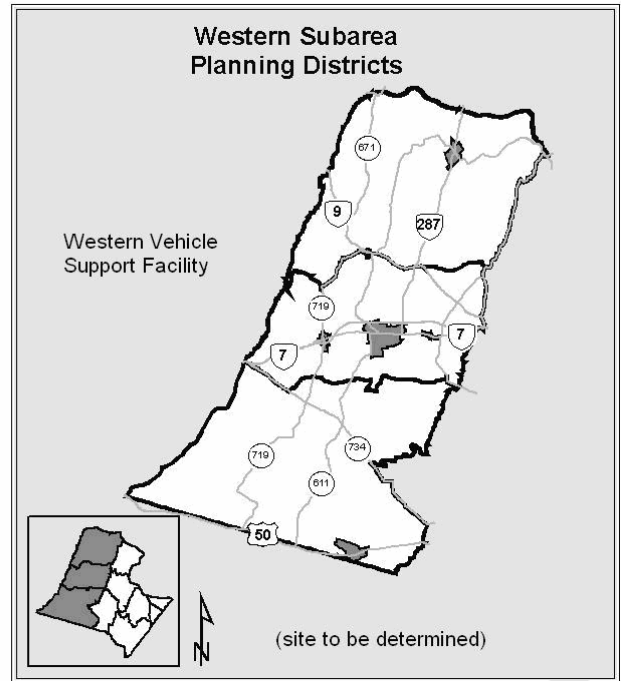 Western Subarea
Planning Districts
671
9
287
Western Vehicle
Support Facility
719
7
7
719
734
611
50
N
(site to be determined)